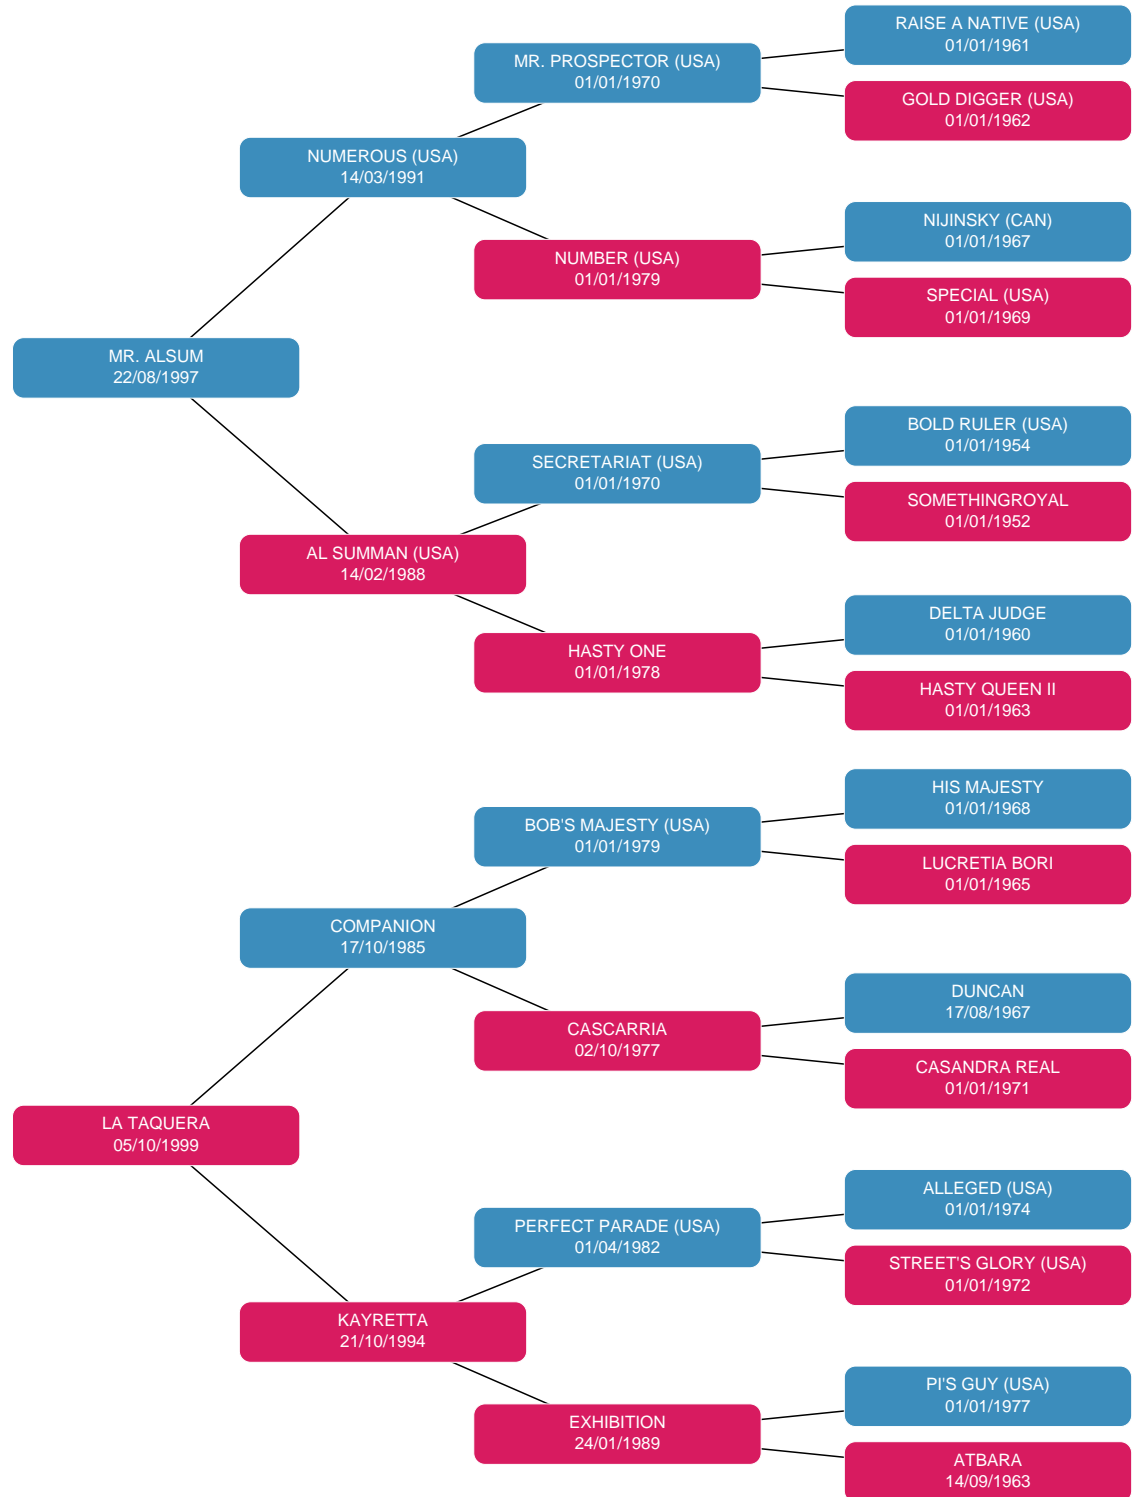 RAISE A NATIVE (USA)
01/01/1961
MR. PROSPECTOR (USA)
01/01/1970
GOLD DIGGER (USA)
01/01/1962
NUMEROUS (USA)
14/03/1991
NIJINSKY (CAN)
01/01/1967
NUMBER (USA)
01/01/1979
SPECIAL (USA)
01/01/1969
MR. ALSUM
22/08/1997
BOLD RULER (USA)
01/01/1954
SECRETARIAT (USA)
01/01/1970
SOMETHINGROYAL
01/01/1952
AL SUMMAN (USA)
14/02/1988
DELTA JUDGE
01/01/1960
HASTY ONE
01/01/1978
HASTY QUEEN II
01/01/1963
HIS MAJESTY
01/01/1968
BOB'S MAJESTY (USA)
01/01/1979
LUCRETIA BORI
01/01/1965
COMPANION
17/10/1985
DUNCAN
17/08/1967
CASCARRIA
02/10/1977
CASANDRA REAL
01/01/1971
LA TAQUERA
05/10/1999
ALLEGED (USA)
01/01/1974
PERFECT PARADE (USA)
01/04/1982
STREET'S GLORY (USA)
01/01/1972
KAYRETTA
21/10/1994
PI'S GUY (USA)
01/01/1977
EXHIBITION
24/01/1989
ATBARA
14/09/1963